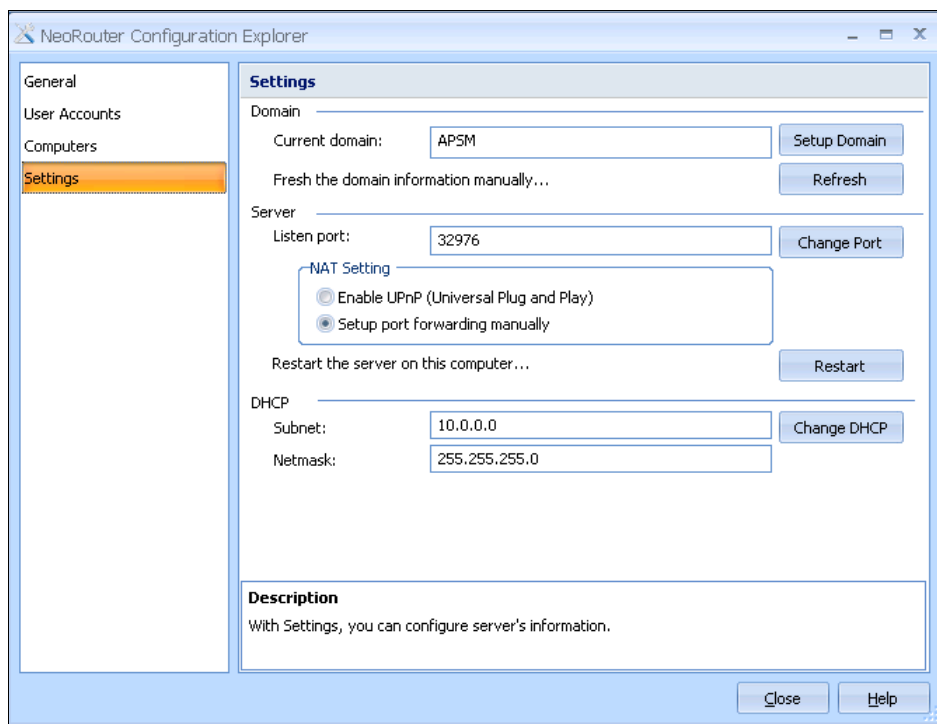 NeoRouter Configuration Explorer
General
User Accounts
Computers
Settings
Settings
Domain
Current domain: APSM Setup Domain
Fresh the domain information manually... Refresh
Server
Listen port: 32976 Change Port
NAT Setting
Enable UPnP (Universal Plug and Play)
Setup port forwarding manually
Restart the server on this computer... Restart
DHCP
Subnet: 10.0.0.0 Change DHCP
Netmask: 255.255.255.0
Description
With Settings, you can configure server's information.
Close Help